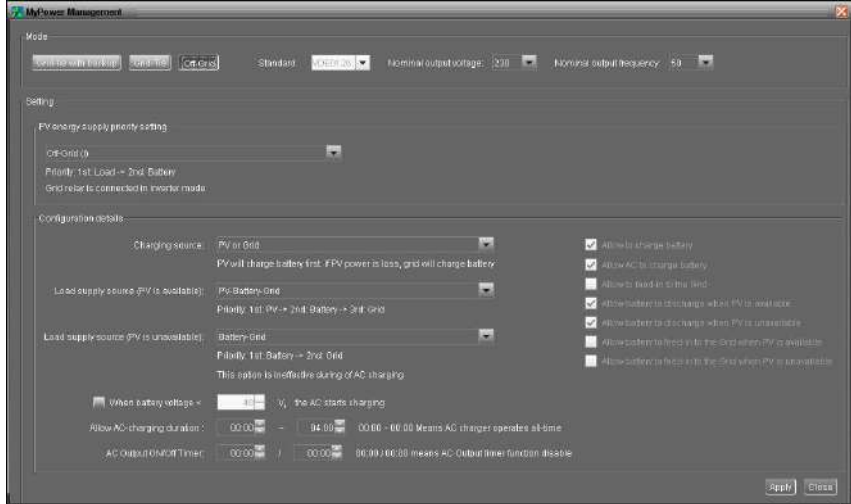 MyPower Management
Mode
Grid-tie with backup Grid-Tie Off-Grid Standard: Nominal output voltage: 230 Nominal output frequency: 50
Setting
PV energy supply priority setting
Off-Grid (I)
Priority: 1st: Load -> 2nd: Battery
Grid relay is connected in inverter mode
Configuration details
Charging source: PV or Grid
PV will charge battery first. If PV power is loss, grid will charge battery
Load supply source (PV is available): PV-Battery-Grid
Priority: 1st: PV -> 2nd: Battery -> 3rd: Grid
Load supply source (PV is unavailable): Battery-Grid
Priority: 1st: Battery -> 2nd: Grid
This option is ineffective during of AC charging
When battery voltage < V, the AC starts charging
Allow AC-charging duration : 00:00 ~ 04:00 00:00 - 00:00 Means AC charger operates all-time
AC Output ON/Off Timer: 00:00 / 00:00 00:00 / 00:00 means AC Output timer function disable
Allow to charge battery
Allow AC to charge battery
Allow to feed-in to the Grid
Allow battery to discharge when PV is available
Allow battery to discharge when PV is unavailable
Allow battery to feed in to the Grid when PV is available
Allow battery to feed in to the Grid when PV is unavailable
Apply Close